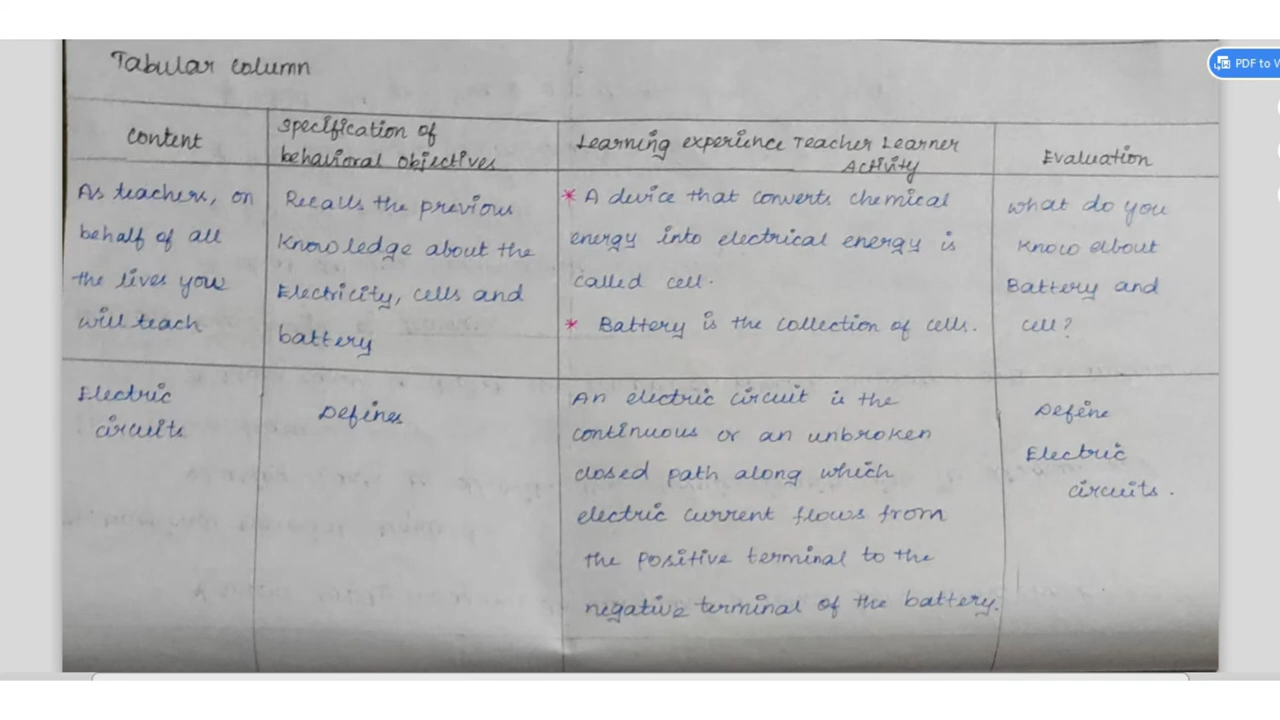 PDF to
Tabular column
Content
Specification of
behavioral objectives
Learning experience Teacher Learner
Activity
Evaluation
As teachers, on
behalf of all
the lives you
will teach
Recalls the previous
Knowledge about the
Electricity, cells and
battery
* A device that converts chemical
energy into electrical energy is
called cell.
* Battery is the collection of cells.
what do you
Know about
Battery and
cell?
Electric
circuits
Defines
An electric circuit is the
continuous or an unbroken
closed path along which
electric current flows from
the positive terminal to the
negative terminal of the battery.
Define
Electric
circuits.